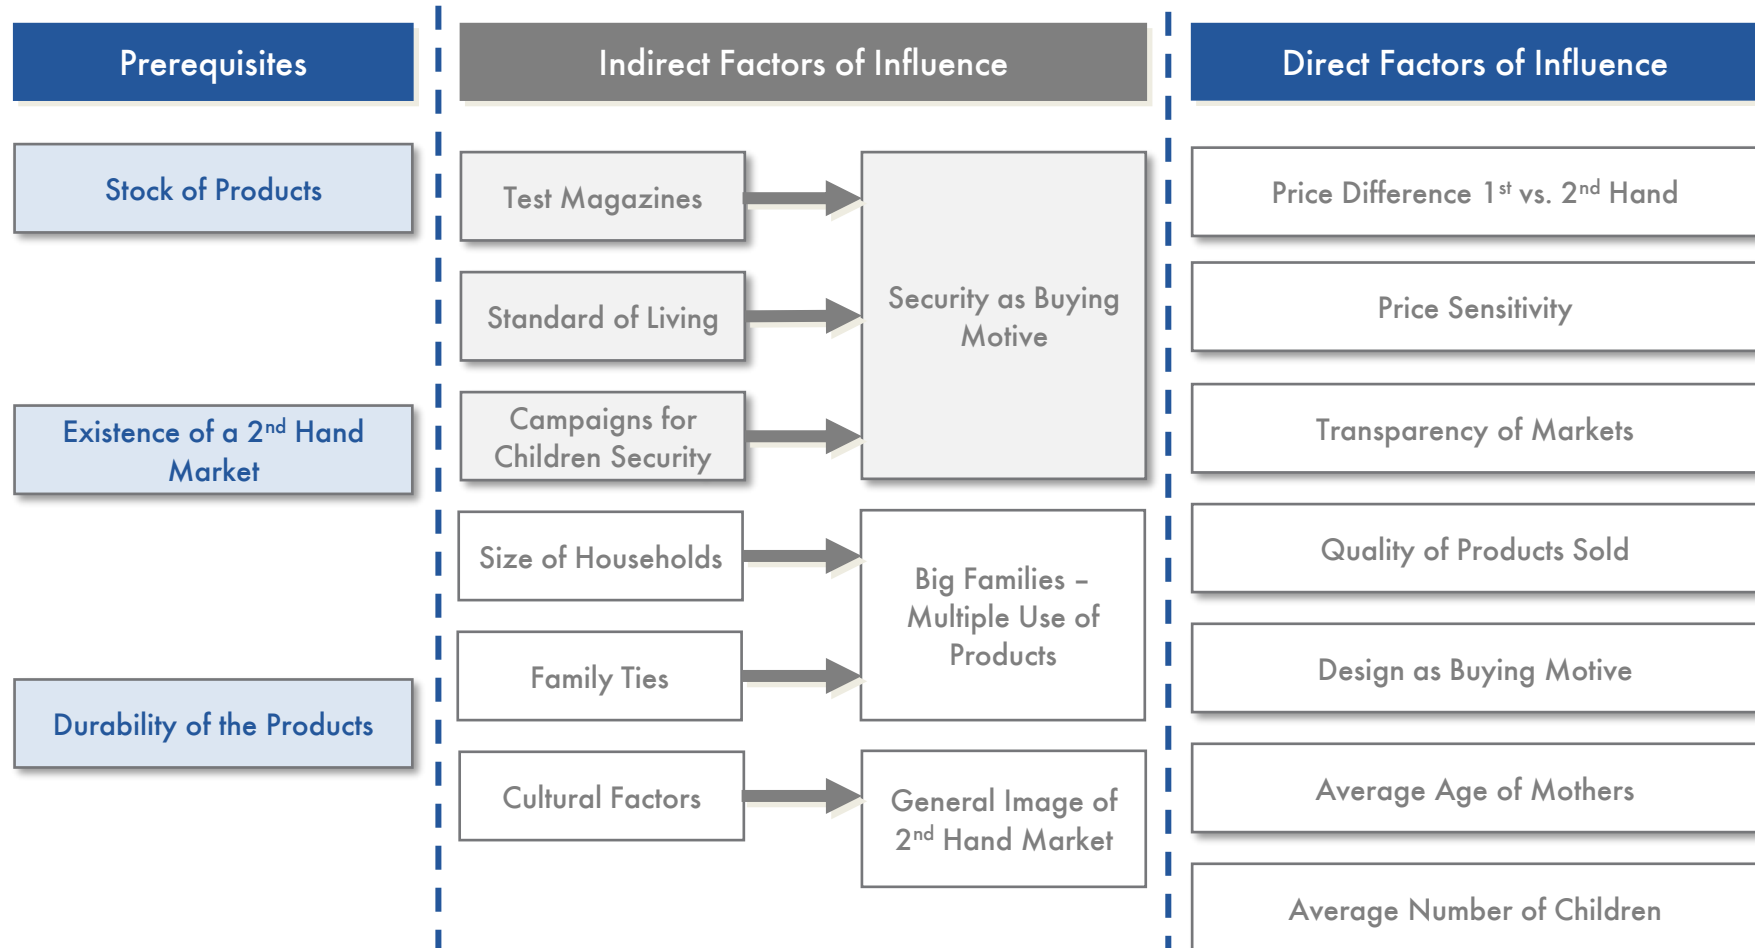 Prerequisites
Stock of Products
Existence of a 2nd Hand
Market
Durability of the Products
Indirect Factors of Influence
Test Magazines
Standard of Living
Campaigns for
Children Security
Size of Households
Family Ties
Cultural Factors
Security as Buying
Motive
Big Families –
Multiple Use of
Products
General Image of
2nd Hand Market
Direct Factors of Influence
Price Difference 1st vs. 2nd Hand
Price Sensitivity
Transparency of Markets
Quality of Products Sold
Design as Buying Motive
Average Age of Mothers
Average Number of Children